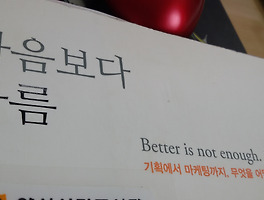 음보다
름
Better is not enough.
기획에서 마케팅까지, 무엇을 어